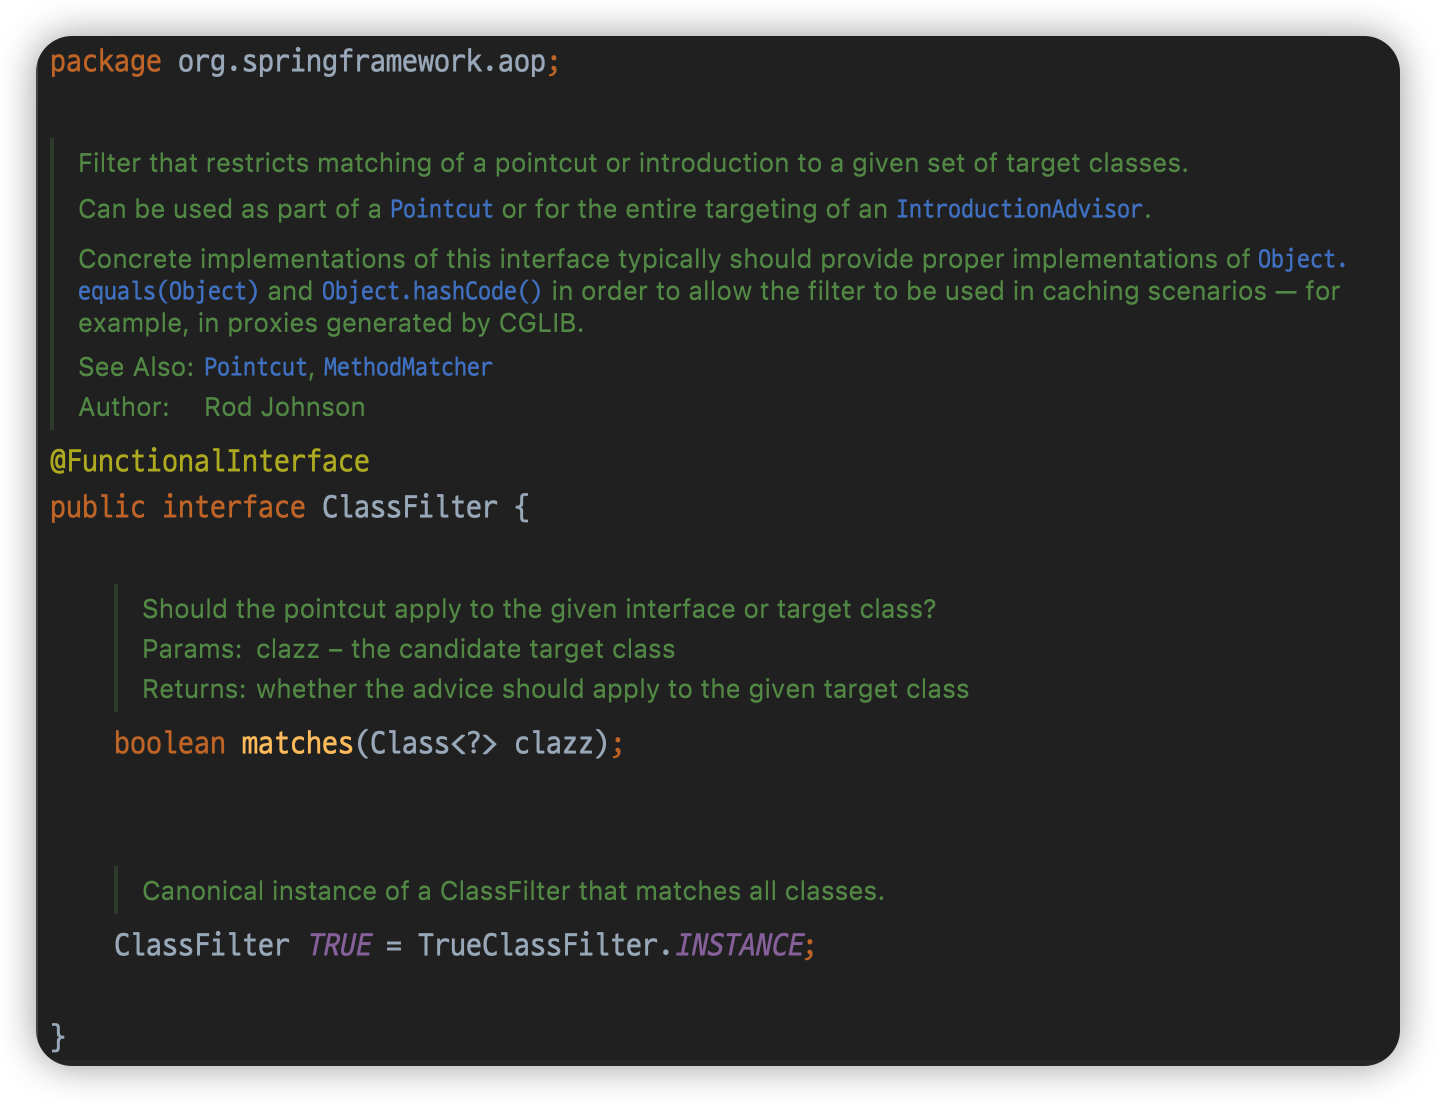 package org.springframework.aop;
Filter that restricts matching of a pointcut or introduction to a given set of target classes.
Can be used as part of a Pointcut or for the entire targeting of an IntroductionAdvisor.
Concrete implementations of this interface typically should provide proper implementations of Object.
equals(Object) and Object.hashCode() in order to allow the filter to be used in caching scenarios — for
example, in proxies generated by CGLIB.
See Also: Pointcut, MethodMatcher
Author: Rod Johnson
@FunctionalInterface
public interface ClassFilter {
Should the pointcut apply to the given interface or target class?
Params: clazz – the candidate target class
Returns: whether the advice should apply to the given target class
boolean matches(Class<?> clazz);
Canonical instance of a ClassFilter that matches all classes.
ClassFilter TRUE = TrueClassFilter.INSTANCE;
}